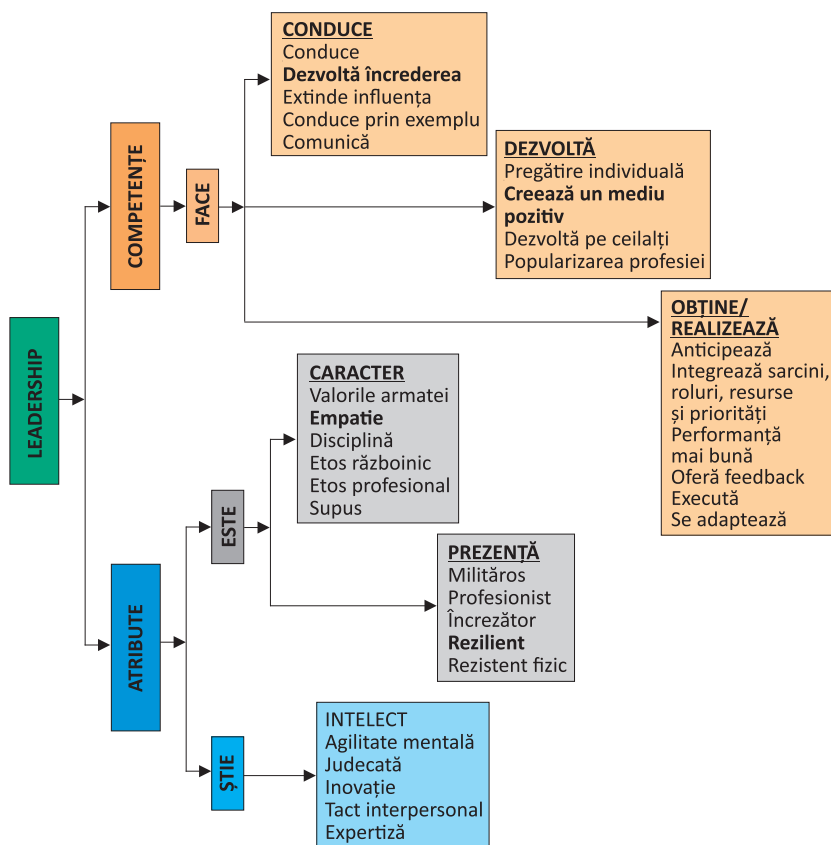 LEADERSHIP
COMPETENȚE
FACE
CONDUCE
Conduce
Dezvoltă încrederea
Extinde influența
Conduce prin exemplu
Comunică
DEZVOLTĂ
Pregătire individuală
Creează un mediu
pozitiv
Dezvoltă pe ceilalți
Popularizarea profesiei
OBȚINE/
REALIZEAZĂ
Anticipează
Integrează sarcini,
roluri, resurse
și priorități
Performanță
mai bună
Oferă feedback
Execută
Se adaptează
ATRIBUTE
ESTE
CARACTER
Valorile armatei
Empatie
Disciplină
Etos războinic
Etos profesional
Supus
PREZENȚĂ
Milităros
Profesionist
Încrezător
Rezilient
Rezistent fizic
ȘTIE
INTELECT
Agilitate mentală
Judecată
Inovație
Tact interpersonal
Expertiză